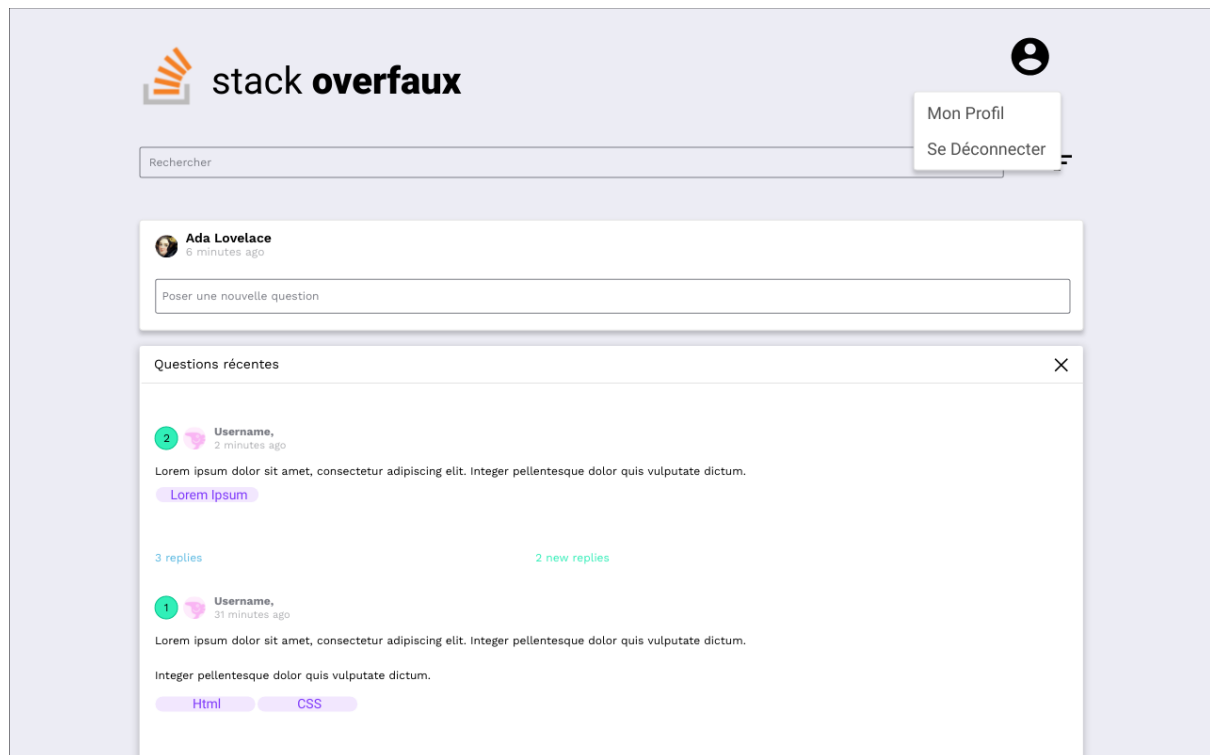 stack overfaux
Mon Profil
Se Déconnecter
Rechercher
Ada Lovelace
6 minutes ago
Poser une nouvelle question
Questions récentes
2
Username,
2 minutes ago
Lorem ipsum dolor sit amet, consectetur adipiscing elit. Integer pellentesque dolor quis vulputate dictum.
Lorem Ipsum
3 replies 2 new replies
1
Username,
31 minutes ago
Lorem ipsum dolor sit amet, consectetur adipiscing elit. Integer pellentesque dolor quis vulputate dictum.
Integer pellentesque dolor quis vulputate dictum.
Html CSS